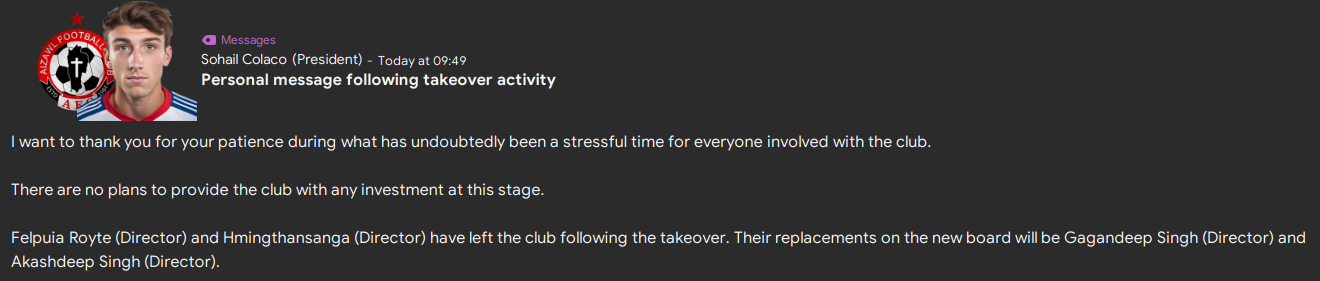 AIZAWL FOOTBALL CLUB
Messages
Sohail Colaco (President) - Today at 09:49
Personal message following takeover activity
I want to thank you for your patience during what has undoubtedly been a stressful time for everyone involved with the club.
There are no plans to provide the club with any investment at this stage.
Felpuia Royte (Director) and Hmingthansanga (Director) have left the club following the takeover. Their replacements on the new board will be Gagandeep Singh (Director) and
Akashdeep Singh (Director).